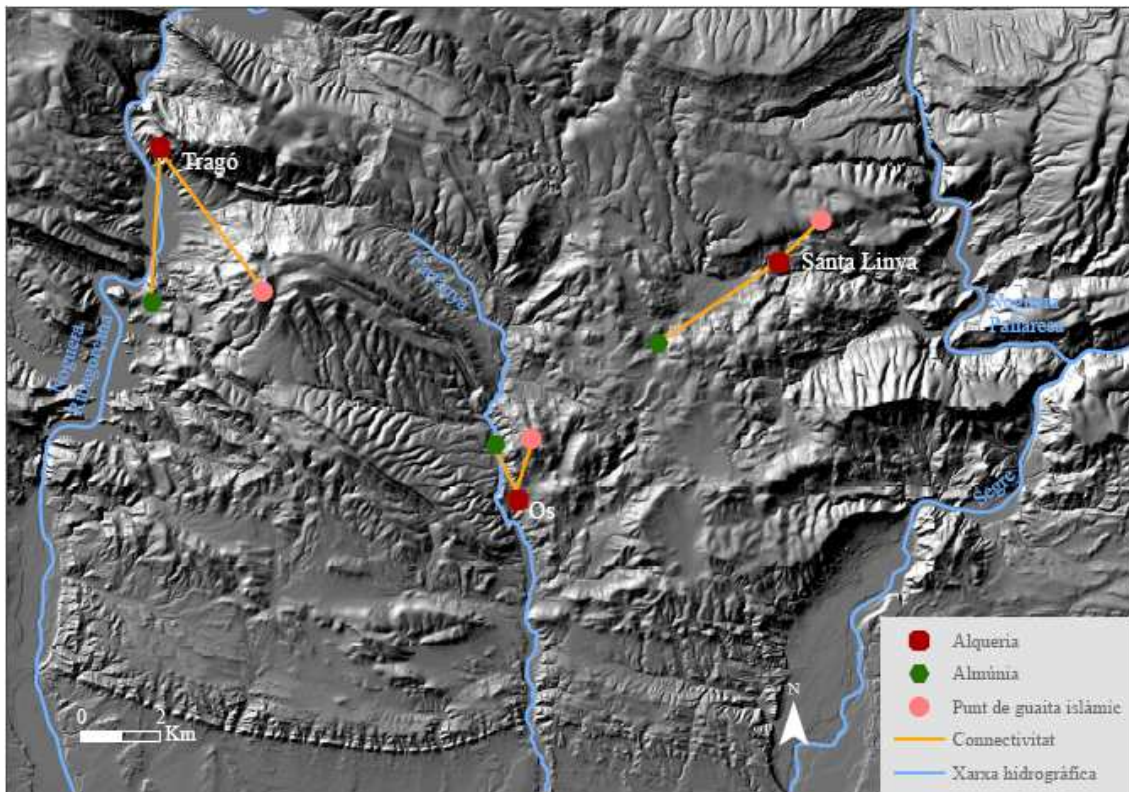 Tragó
Santa Linya
Farfanya
Noguera
Ribagorçana
Noguera
Pallaresa
Os
Segre
Alqueria
Almúnia
Punt de guaita islàmic
Connectivitat
Xarxa hidrogràfica
N
0 2
Km